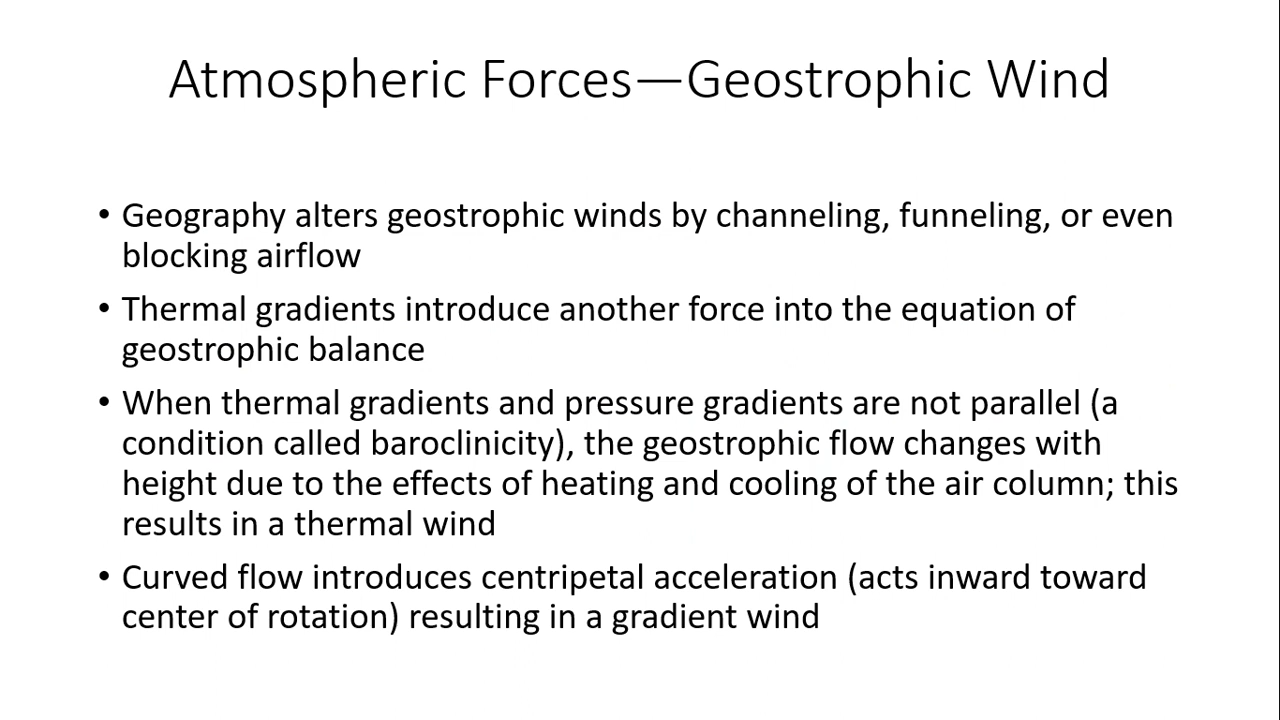 Atmospheric Forces—Geostrophic Wind
• Geography alters geostrophic winds by channeling, funneling, or even
blocking airflow
• Thermal gradients introduce another force into the equation of
geostrophic balance
• When thermal gradients and pressure gradients are not parallel (a
condition called baroclinicity), the geostrophic flow changes with
height due to the effects of heating and cooling of the air column; this
results in a thermal wind
• Curved flow introduces centripetal acceleration (acts inward toward
center of rotation) resulting in a gradient wind